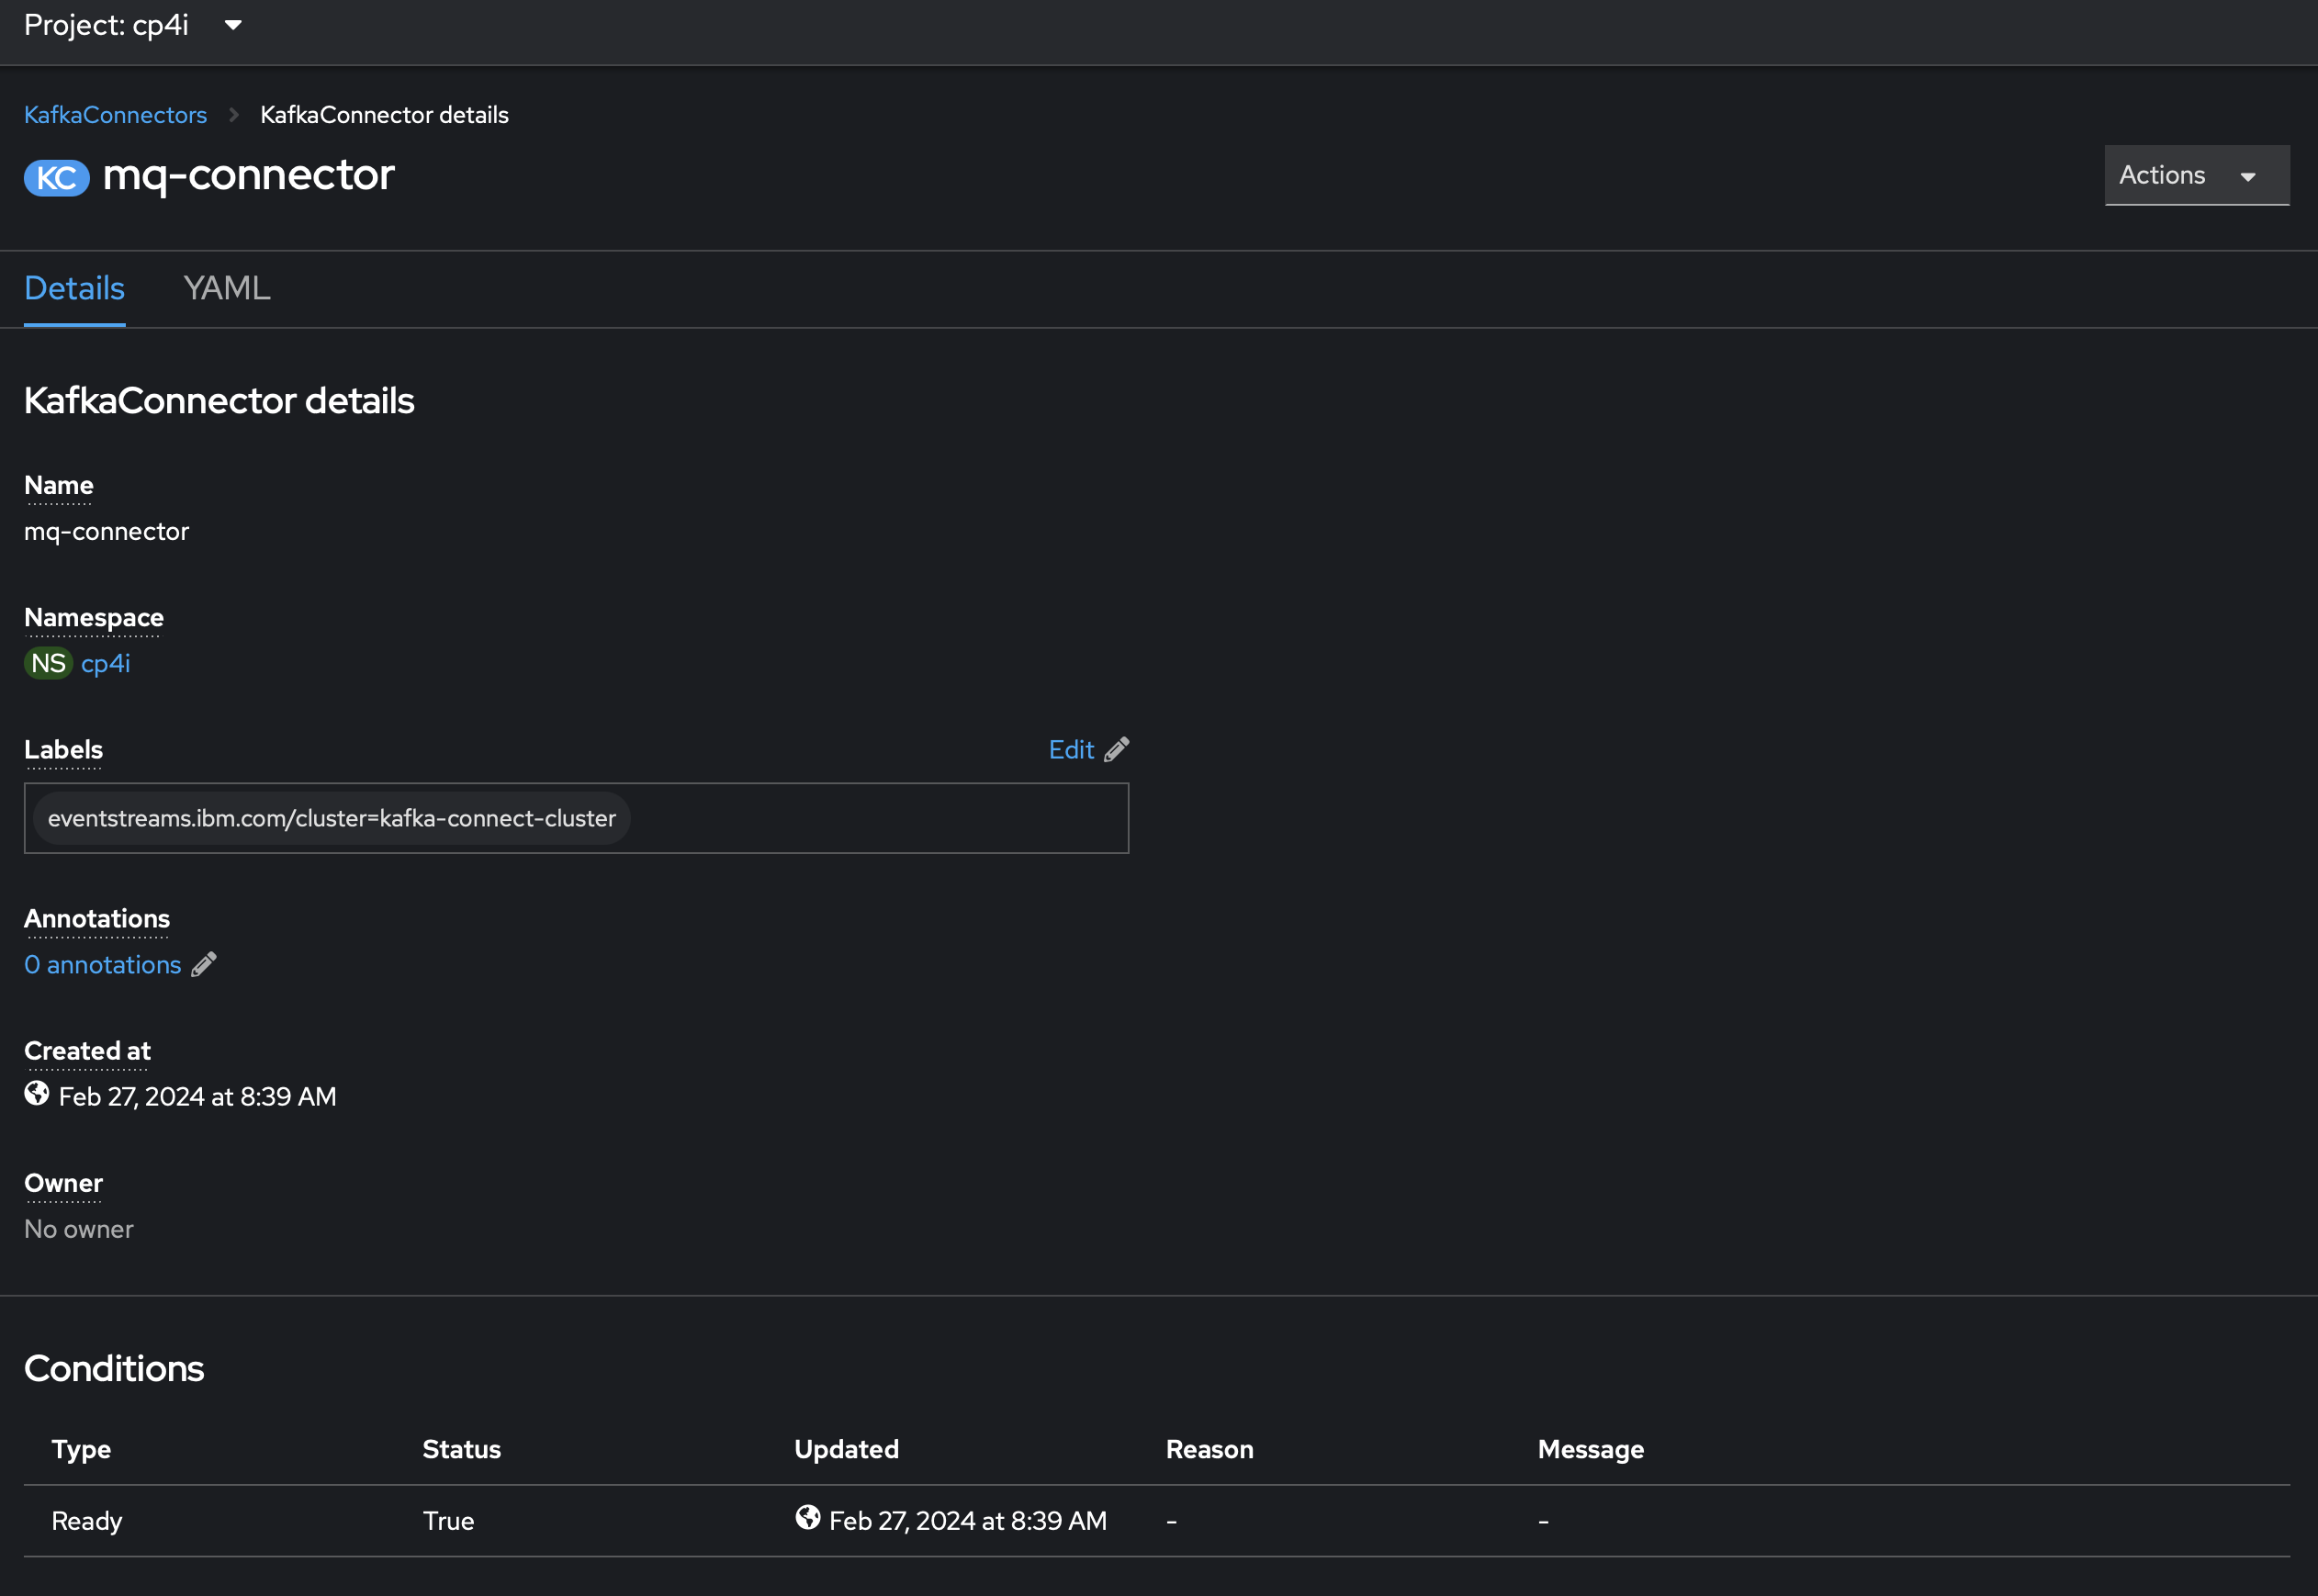 Project: cp4i
KafkaConnectors KafkaConnector details
KC mq-connector
Actions
Details YAML
KafkaConnector details
Name
mq-connector
Namespace
NS cp4i
Labels Edit
eventstreams.ibm.com/cluster=kafka-connect-cluster
Annotations
0 annotations
Created at
Feb 27, 2024 at 8:39 AM
Owner
No owner
Conditions
Type Status Updated Reason Message
Ready True Feb 27, 2024 at 8:39 AM - -